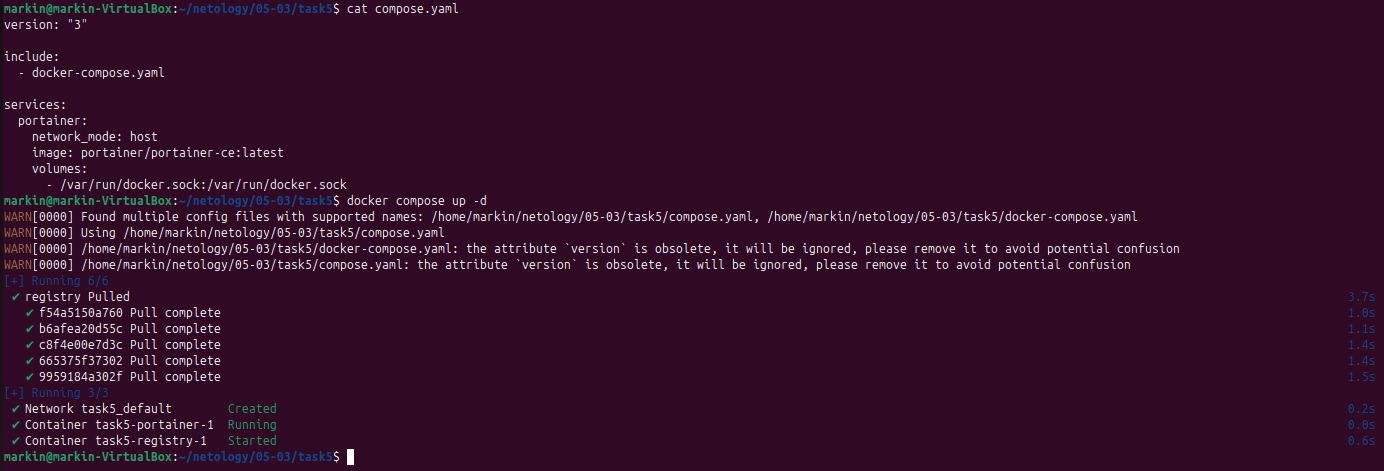 markin@markin-VirtualBox:~/netology/05-03/task5$ cat compose.yaml
version: "3"

include:
  - docker-compose.yaml

services:
  portainer:
    network_mode: host
    image: portainer/portainer-ce:latest
    volumes:
      - /var/run/docker.sock:/var/run/docker.sock
markin@markin-VirtualBox:~/netology/05-03/task5$ docker compose up -d
WARN[0000] Found multiple config files with supported names: /home/markin/netology/05-03/task5/compose.yaml, /home/markin/netology/05-03/task5/docker-compose.yaml
WARN[0000] Using /home/markin/netology/05-03/task5/compose.yaml
WARN[0000] /home/markin/netology/05-03/task5/docker-compose.yaml: the attribute `version` is obsolete, it will be ignored, please remove it to avoid potential confusion
WARN[0000] /home/markin/netology/05-03/task5/compose.yaml: the attribute `version` is obsolete, it will be ignored, please remove it to avoid potential confusion
[+] Running 6/6
 ✔ registry Pulled 3.7s
   ✔ f54a5150a760 Pull complete 1.0s
   ✔ b6afea20d55c Pull complete 1.1s
   ✔ c8f4e00e7d3c Pull complete 1.4s
   ✔ 665375f37302 Pull complete 1.4s
   ✔ 9959184a302f Pull complete 1.5s
[+] Running 3/3
 ✔ Network task5_default        Created 0.2s
 ✔ Container task5-portainer-1  Running 0.0s
 ✔ Container task5-registry-1   Started 0.6s
markin@markin-VirtualBox:~/netology/05-03/task5$